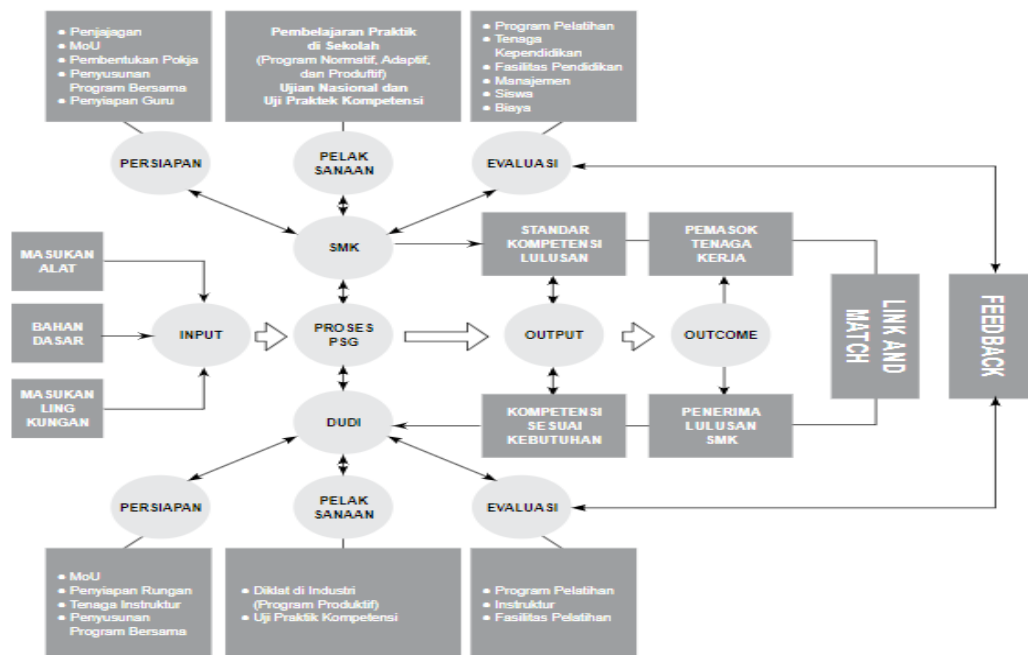 ● Penjajagan
● MoU
● Pembentukan Pokja
● Penyusunan
Program Bersama
● Penyiapan Guru
Pembelajaran Praktik
di Sekolah
(Program Normatif, Adaptif,
dan Produftif)
Ujian Nasional dan
Uji Praktek Kompetensi
● Program Pelatihan
● Tenaga
Kependidikan
● Fasilitas Pendidikan
● Manajemen
● Siswa
● Biaya
PERSIAPAN
PELAK
SANAAN
EVALUASI
SMK
STANDAR
KOMPETENSI
LULUSAN
PEMASOK
TENAGA
KERJA
MASUKAN
ALAT
BAHAN
DASAR
MASUKAN
LING
KUNGAN
INPUT
PROSES
PSG
OUTPUT
OUTCOME
LINK AND
MATCH
FEEDBACK
DUDI
KOMPETENSI
SESUAI
KEBUTUHAN
PENERIMA
LULUSAN
SMK
PERSIAPAN
PELAK
SANAAN
EVALUASI
● MoU
● Penyiapan Rungan
● Tenaga Instruktur
● Penyusunan
Program Bersama
● Diklat di Industri
(Program Produktif)
● Uji Praktik Kompetensi
● Program Pelatihan
● Instruktur
● Fasilitas Pelatihan